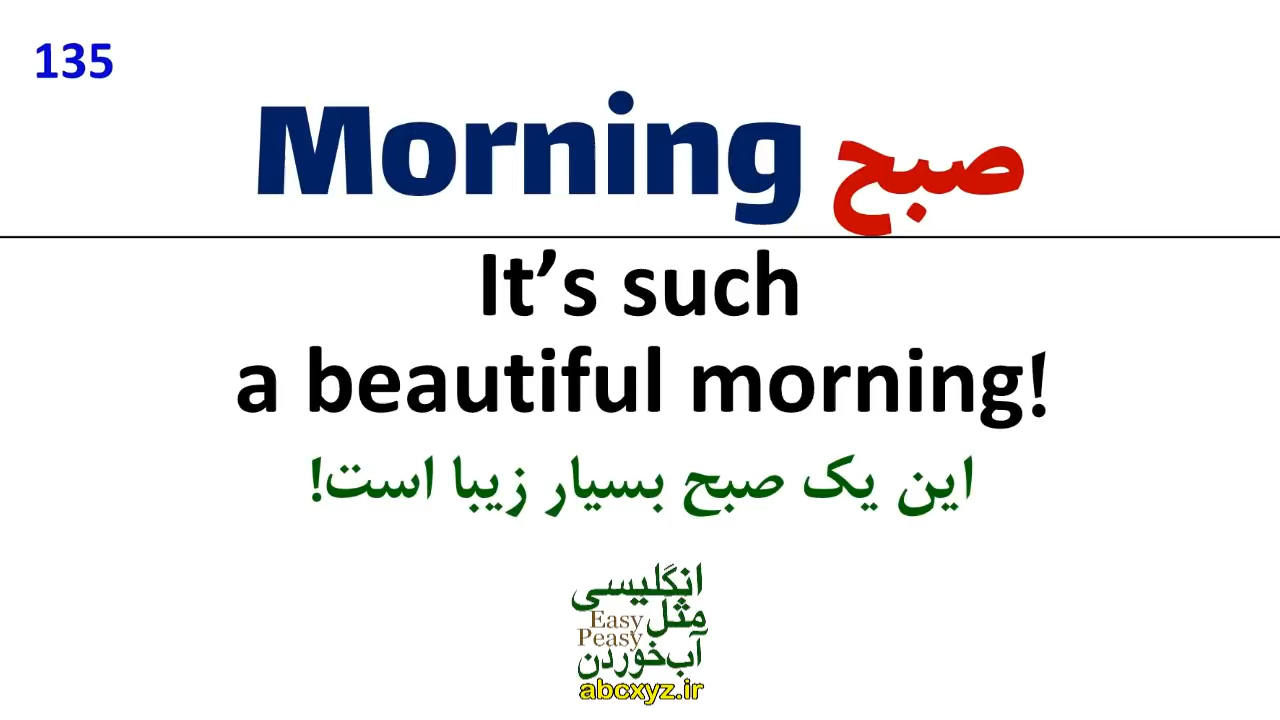 135
Morning صبح
It's such
a beautiful morning!
این یک صبح بسیار زیبا است!
انگلیسی
مثل Easy
Peasy
آب‌خوردن
abcxyz.ir